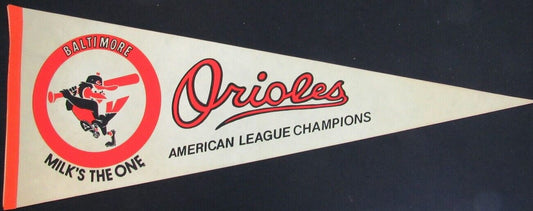 BALTIMORE
MILK'S THE ONE
Orioles
AMERICAN LEAGUE CHAMPIONS